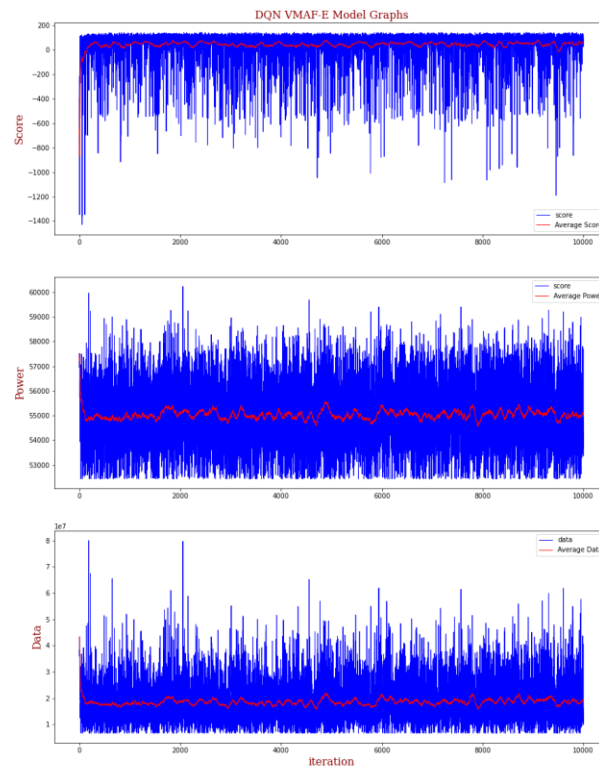 DQN VMAF-E Model Graphs
200
0
−200
−400
−600
−800
−1000
−1200
−1400
Score
score
Average Score
0 2000 4000 6000 8000 10000
60000
59000
58000
57000
56000
55000
54000
53000
Power
score
Average Power
0 2000 4000 6000 8000 10000
1e7
8
7
6
5
4
3
2
1
Data
data
Average Data
0 2000 4000 6000 8000 10000
iteration